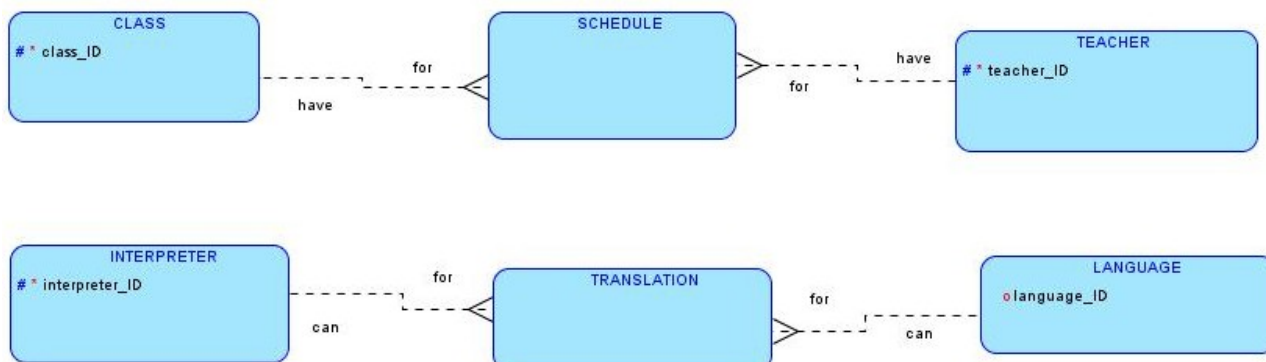 CLASS
# * class_ID
for
have
SCHEDULE
have
for
TEACHER
# * teacher_ID
INTERPRETER
# * interpreter_ID
for
can
TRANSLATION
for
can
LANGUAGE
o language_ID